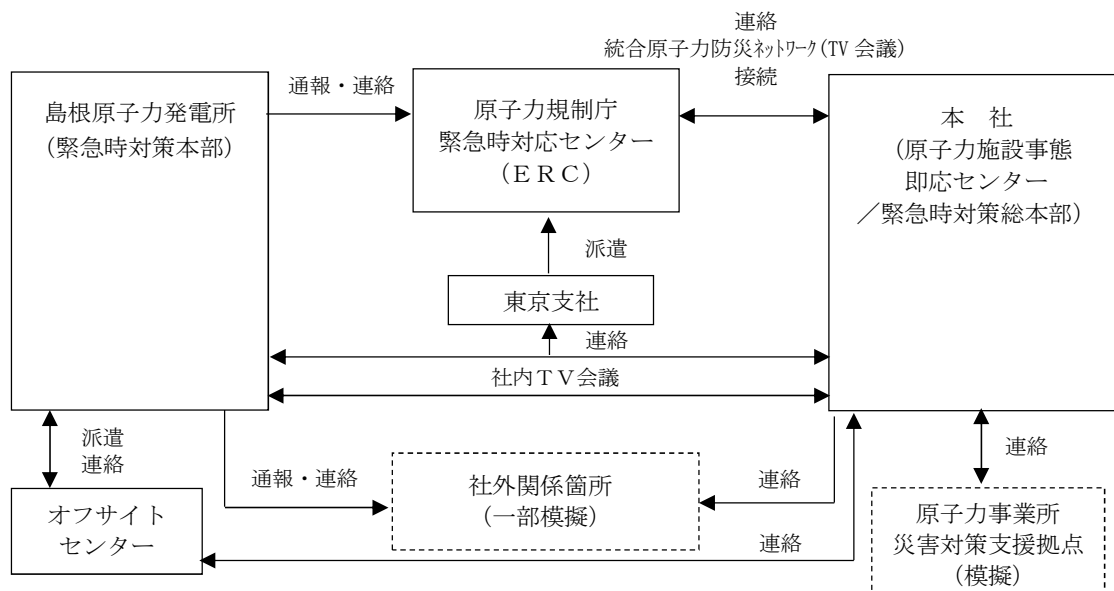 連絡
統合原子力防災ﾈｯﾄﾜｰｸ(TV 会議)
接続
島根原子力発電所
(緊急時対策本部)
通報・連絡
原子力規制庁
緊急時対応センター
(ＥＲＣ)
本　社
(原子力施設事態
即応センター
／緊急時対策総本部)
派遣
東京支社
連絡
社内ＴＶ会議
派遣
連絡
通報・連絡
社外関係箇所
(一部模擬)
連絡
連絡
オフサイト
センター
連絡
原子力事業所
災害対策支援拠点
(模擬)